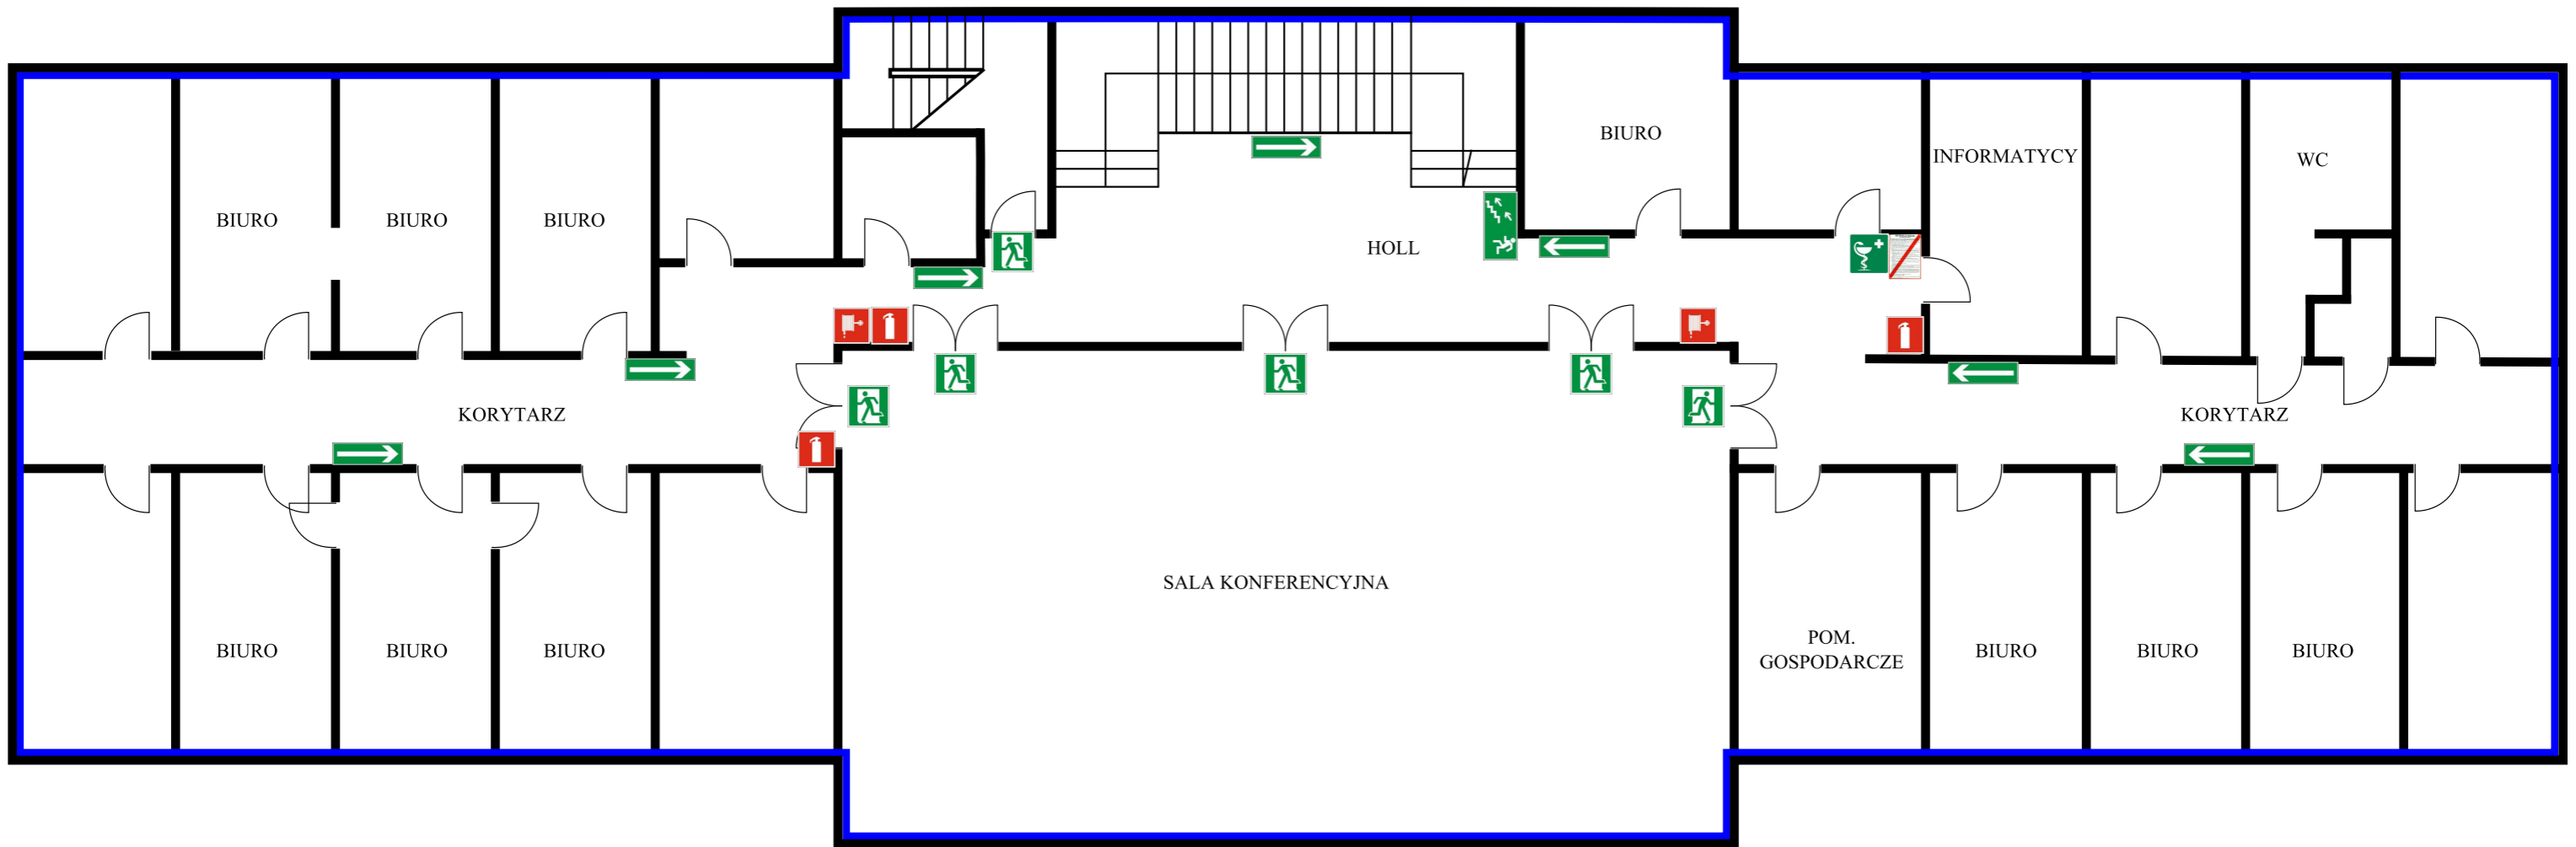 BIURO
INFORMATYCY
WC
BIURO
BIURO
BIURO
HOLL
KORYTARZ
KORYTARZ
SALA KONFERENCYJNA
BIURO
BIURO
BIURO
POM.
GOSPODARCZE
BIURO
BIURO
BIURO